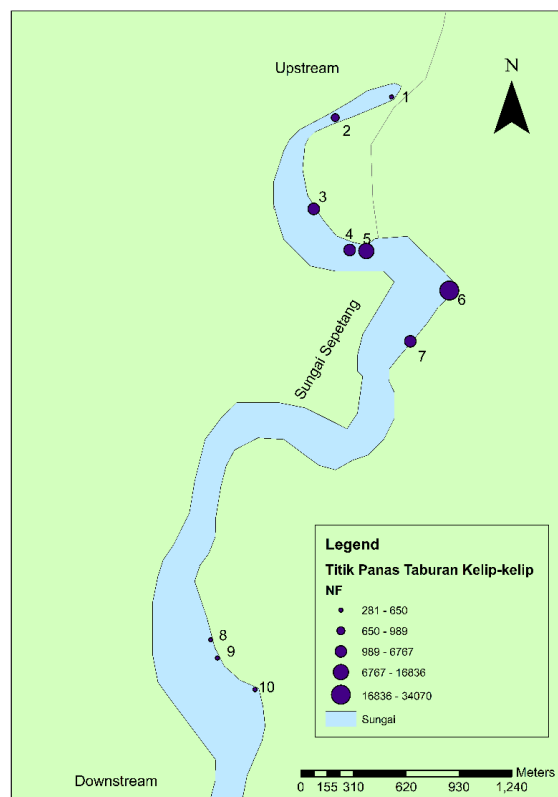 Upstream
N
1
2
3
4
5
6
7
Sungai Sepetang
8
9
10
Downstream
Legend
Titik Panas Taburan Kelip-kelip
NF
281 - 650
650 - 989
989 - 6767
6767 - 16836
16836 - 34070
Sungai
Meters
0 155 310 620 930 1,240